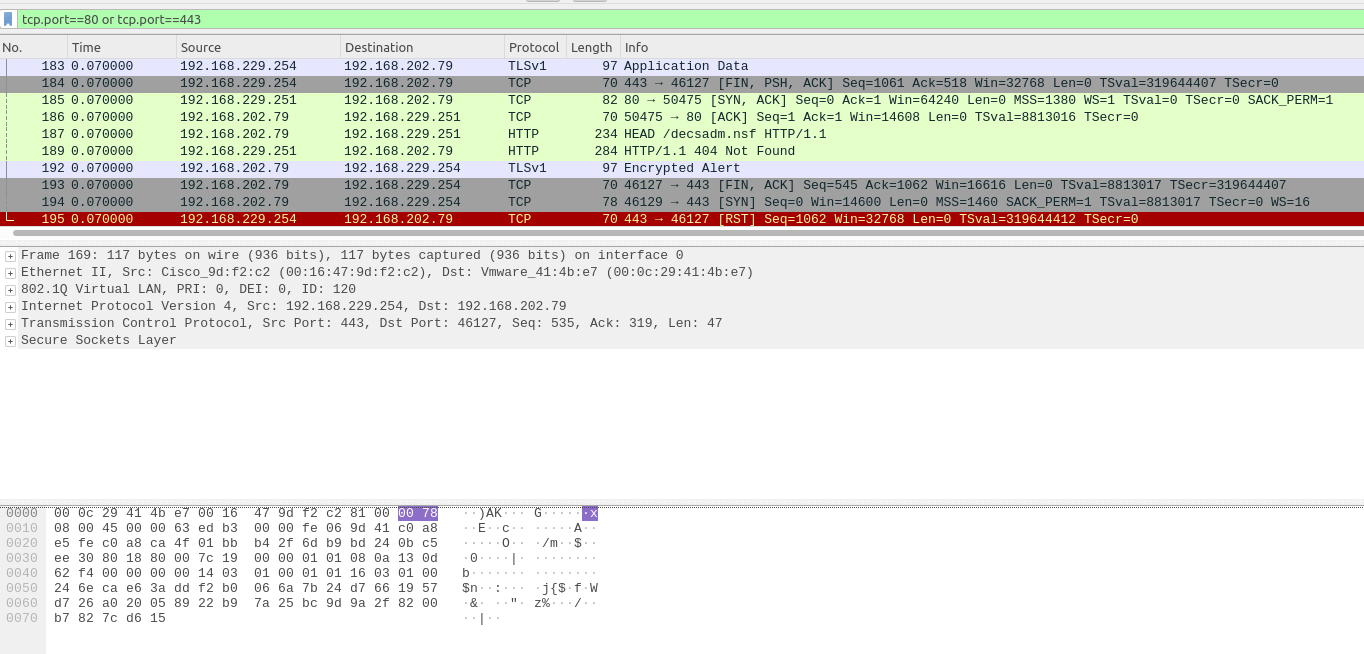 tcp.port==80 or tcp.port==443
No. Time Source Destination Protocol Length Info
183 0.070000 192.168.229.254 192.168.202.79 TLSv1 97 Application Data
184 0.070000 192.168.229.254 192.168.202.79 TCP 70 443 → 46127 [FIN, PSH, ACK] Seq=1061 Ack=518 Win=32768 Len=0 TSval=319644407 TSecr=0
185 0.070000 192.168.229.251 192.168.202.79 TCP 82 80 → 50475 [SYN, ACK] Seq=0 Ack=1 Win=64240 Len=0 MSS=1380 WS=1 TSval=0 TSecr=0 SACK_PERM=1
186 0.070000 192.168.202.79 192.168.229.251 TCP 70 50475 → 80 [ACK] Seq=1 Ack=1 Win=14608 Len=0 TSval=8813016 TSecr=0
187 0.070000 192.168.202.79 192.168.229.251 HTTP 234 HEAD /decsadm.nsf HTTP/1.1
189 0.070000 192.168.229.251 192.168.202.79 HTTP 284 HTTP/1.1 404 Not Found
192 0.070000 192.168.202.79 192.168.229.254 TLSv1 97 Encrypted Alert
193 0.070000 192.168.202.79 192.168.229.254 TCP 70 46127 → 443 [FIN, ACK] Seq=545 Ack=1062 Win=16616 Len=0 TSval=8813017 TSecr=319644407
194 0.070000 192.168.202.79 192.168.229.254 TCP 78 46129 → 443 [SYN] Seq=0 Win=14600 Len=0 MSS=1460 SACK_PERM=1 TSval=8813017 TSecr=0 WS=16
195 0.070000 192.168.229.254 192.168.202.79 TCP 70 443 → 46127 [RST] Seq=1062 Win=32768 Len=0 TSval=319644412 TSecr=0
Frame 169: 117 bytes on wire (936 bits), 117 bytes captured (936 bits) on interface 0
Ethernet II, Src: Cisco_9d:f2:c2 (00:16:47:9d:f2:c2), Dst: Vmware_41:4b:e7 (00:0c:29:41:4b:e7)
802.1Q Virtual LAN, PRI: 0, DEI: 0, ID: 120
Internet Protocol Version 4, Src: 192.168.229.254, Dst: 192.168.202.79
Transmission Control Protocol, Src Port: 443, Dst Port: 46127, Seq: 535, Ack: 319, Len: 47
Secure Sockets Layer
0000 00 0c 29 41 4b e7 00 16 47 9d f2 c2 81 00 00 78 ··)AK··· G······x
0010 08 00 45 00 00 63 ed b3 00 00 fe 06 9d 41 c0 a8 ··E··c·· ·····A··
0020 e5 fe c0 a8 ca 4f 01 bb b4 2f 6d b9 bd 24 0b c5 ·····O·· ·/m··$··
0030 ee 30 80 18 80 00 7c 19 00 00 01 01 08 0a 13 0d ·0····|· ········
0040 62 f4 00 00 00 00 14 03 01 00 01 01 16 03 01 00 b······· ········
0050 24 6e ca e6 3a dd f2 b0 06 6a 7b 24 d7 66 19 57 $n··:··· ·j{$·f·W
0060 d7 26 a0 20 05 89 22 b9 7a 25 bc 9d 9a 2f 82 00 ·&· ··"· z%···/··
0070 b7 82 7c d6 15 ··|··